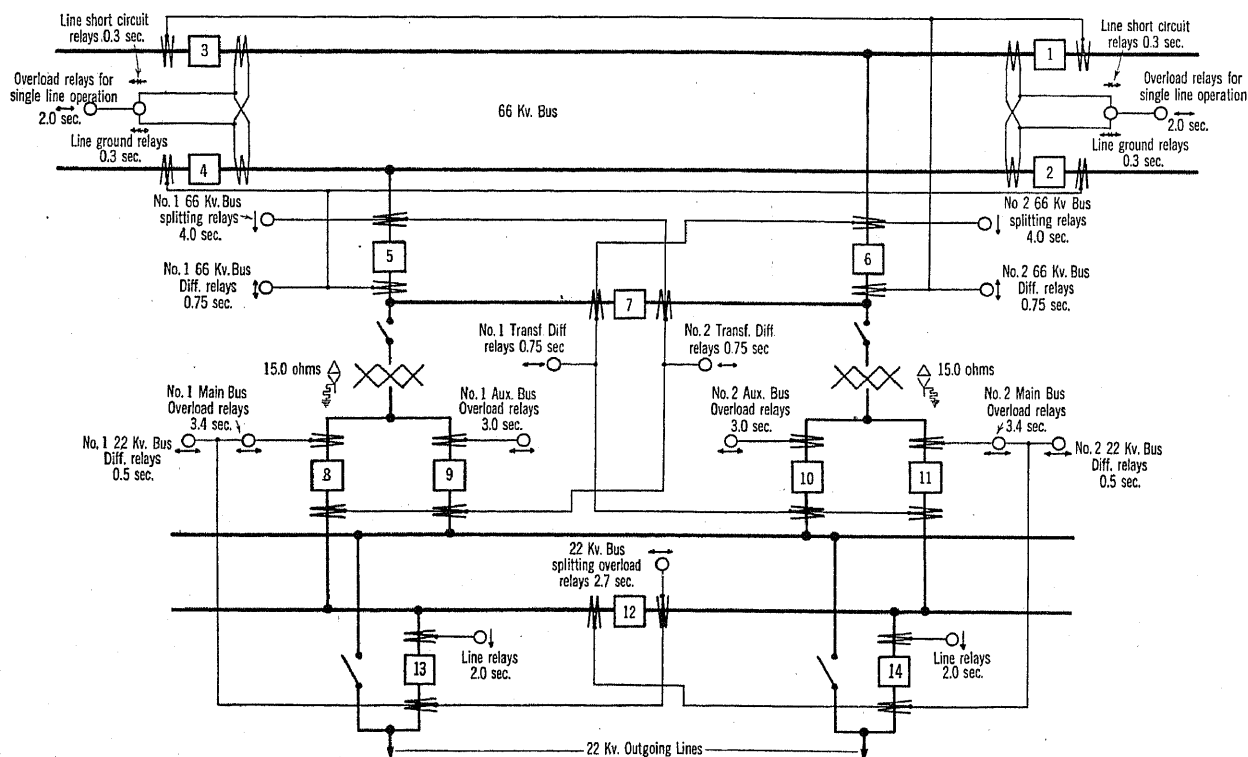 Line short circuit
relays 0.3 sec.
3
1
Line short circuit
relays 0.3 sec.
Overload relays for
single line operation
2.0 sec.
66 Kv. Bus
Overload relays for
single line operation
2.0 sec.
Line ground relays
0.3 sec.
Line ground relays
0.3 sec.
4
2
No. 1 66 Kv. Bus
splitting relays
4.0 sec.
No 2 66 Kv. Bus
splitting relays
4.0 sec.
5
6
No. 1 66 Kv. Bus
Diff. relays
0.75 sec.
No. 2 66 Kv. Bus
Diff. relays
0.75 sec.
7
No. 1 Transf. Diff
relays 0.75 sec
No. 2 Transf. Diff.
relays 0.75 sec
15.0 ohms
15.0 ohms
No. 1 Main Bus
Overload relays
3.4 sec.
No. 1 Aux. Bus
Overload relays
3.0 sec.
No. 2 Aux. Bus
Overload relays
3.0 sec.
No. 2 Main Bus
Overload relays
3.4 sec.
No. 1 22 Kv. Bus
Diff. relays
0.5 sec.
No. 2 22 Kv. Bus
Diff. relays
0.5 sec.
8
9
10
11
22 Kv. Bus
splitting overload
relays 2.7 sec.
12
13
Line relays
2.0 sec.
14
Line relays
2.0 sec.
22 Kv. Outgoing Lines